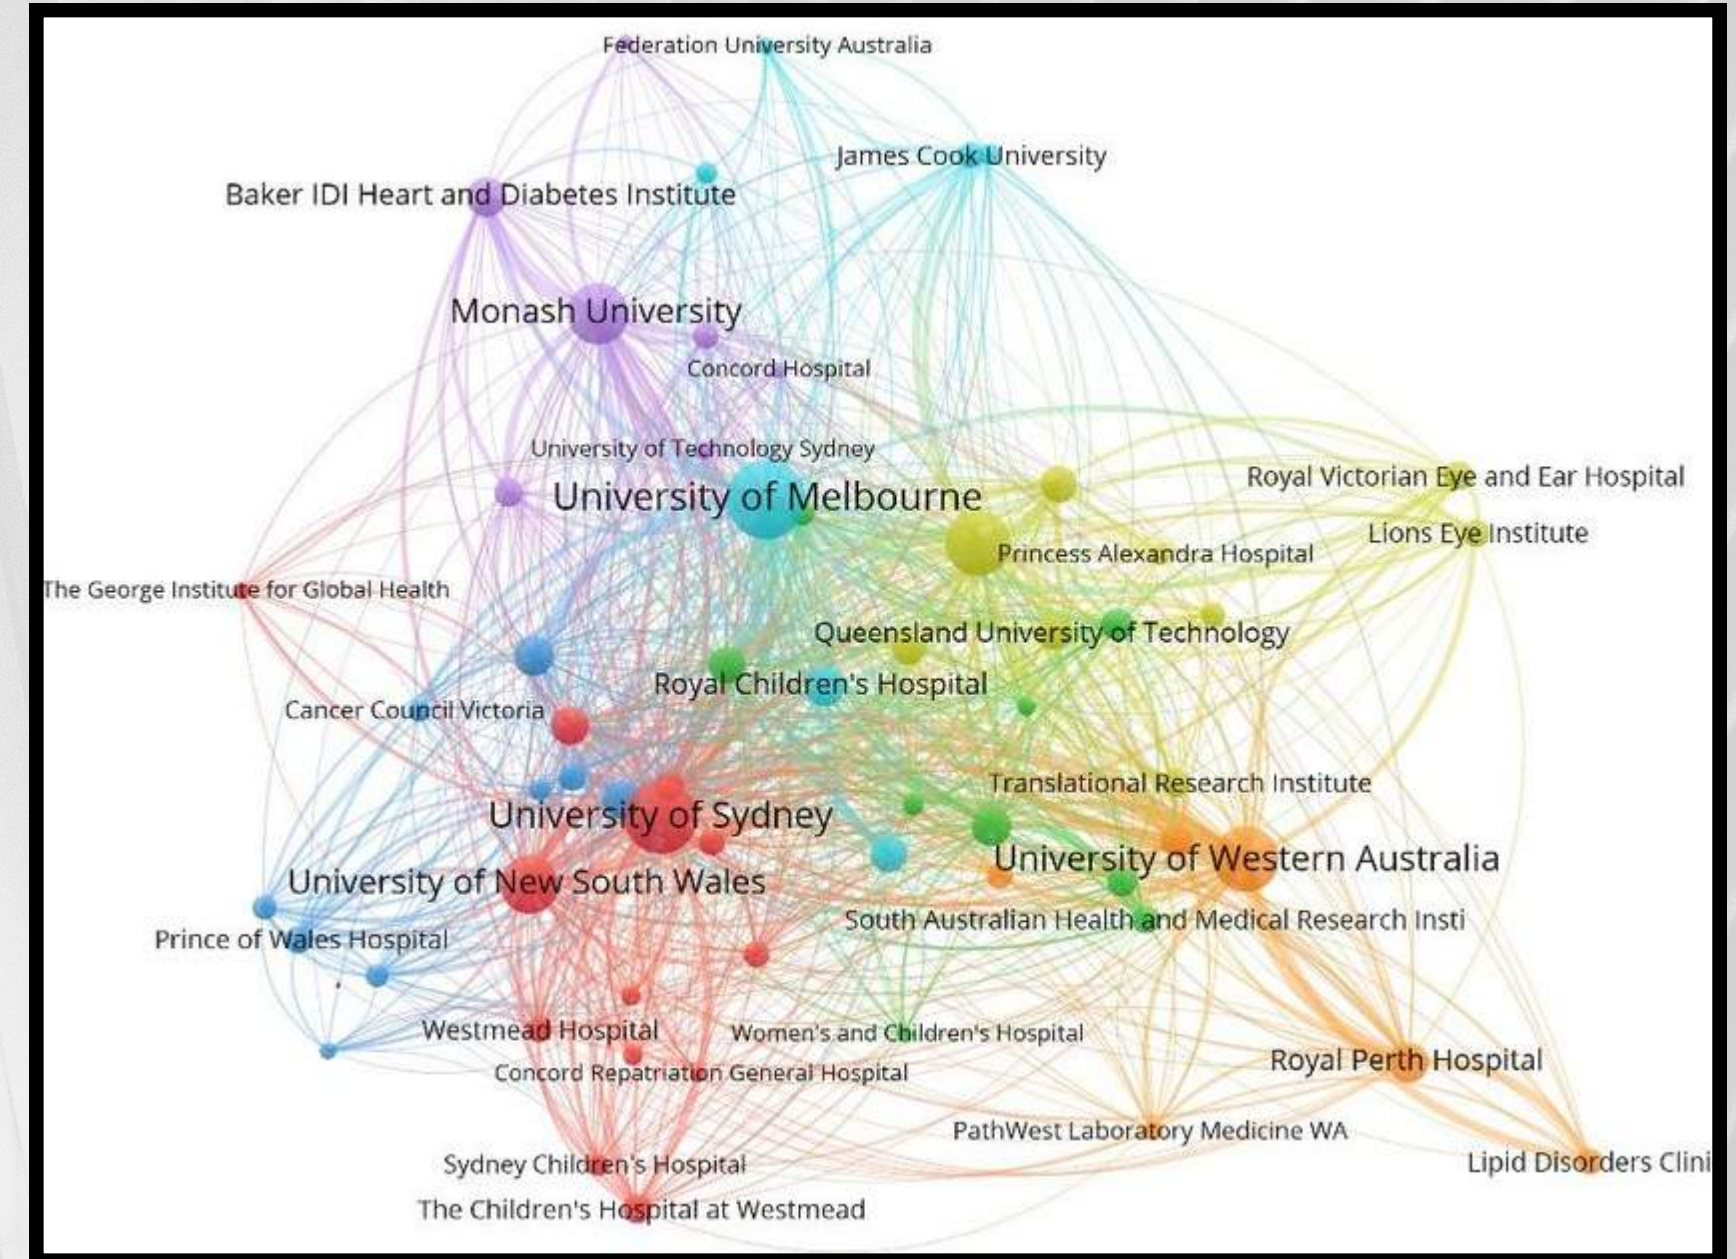 Federation University Australia
James Cook University
Baker IDI Heart and Diabetes Institute
Monash University
Concord Hospital
University of Technology Sydney
Royal Victorian Eye and Ear Hospital
University of Melbourne
Lions Eye Institute
Princess Alexandra Hospital
The George Institute for Global Health
Queensland University of Technology
Royal Children's Hospital
Cancer Council Victoria
Translational Research Institute
University of Sydney
University of Western Australia
University of New South Wales
South Australian Health and Medical Research Insti
Prince of Wales Hospital
Westmead Hospital
Women's and Children's Hospital
Royal Perth Hospital
Concord Repatriation General Hospital
PathWest Laboratory Medicine WA
Lipid Disorders Clini
Sydney Children's Hospital
The Children's Hospital at Westmead